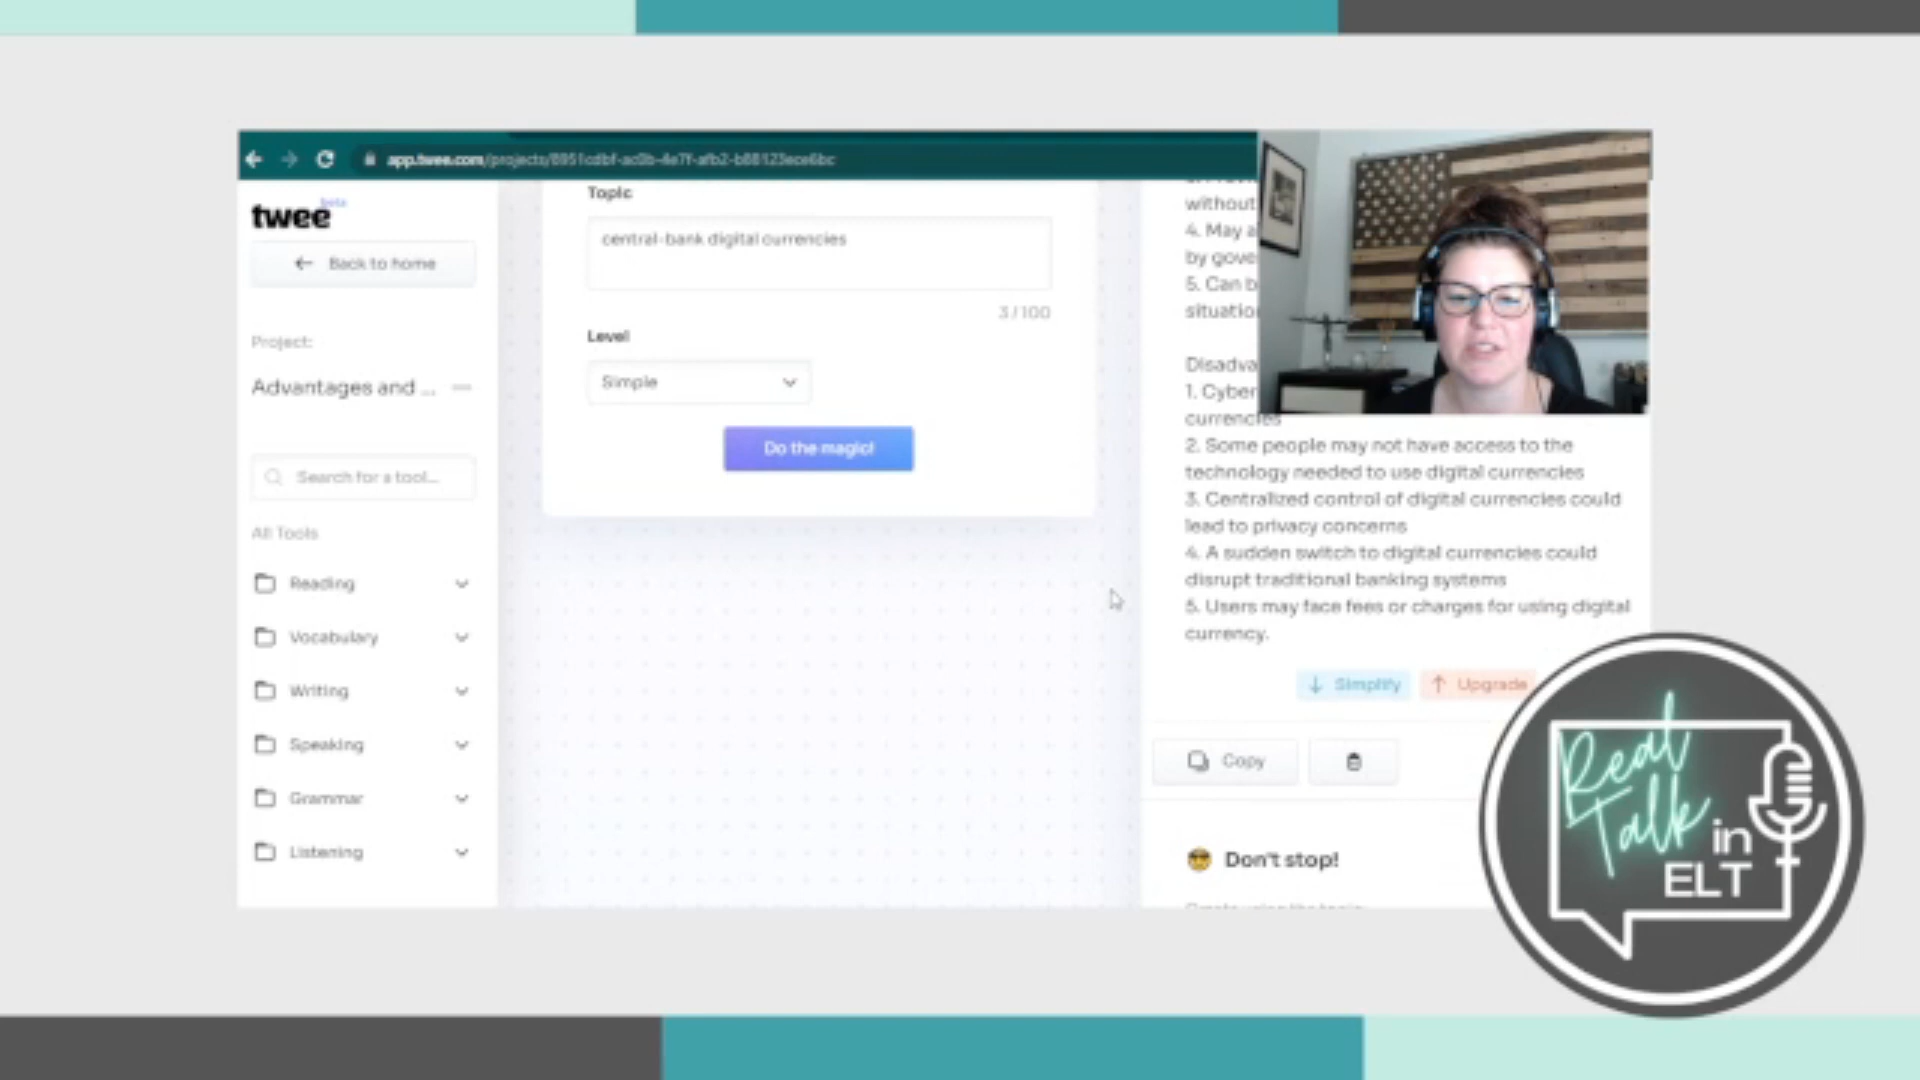 app.twee.com/projects/
twee
beta
Back to home
Project:
Advantages and ...
Search for a tool...
All Tools
Reading
Vocabulary
Writing
Speaking
Grammar
Listening
Topic
central-bank digital currencies
3 / 100
Level
Simple
Do the magic!
without
4. May a
by gove
5. Can b
situatio
Disadva
1. Cyber
currencies
2. Some people may not have access to the
technology needed to use digital currencies
3. Centralized control of digital currencies could
lead to privacy concerns
4. A sudden switch to digital currencies could
disrupt traditional banking systems
5. Users may face fees or charges for using digital
currency.
Simplify
Upgrade
Copy
Don't stop!
Real
Talk
in
ELT